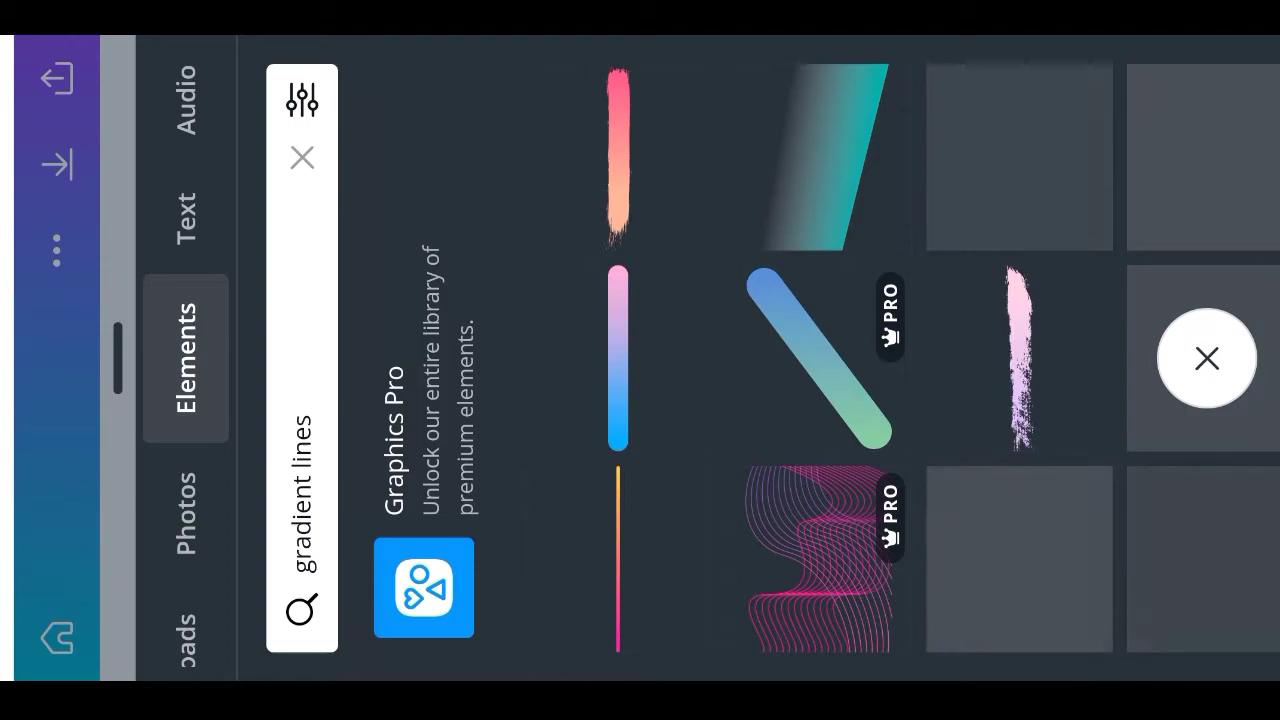 oads
Photos
Elements
Text
Audio
gradient lines
Graphics Pro
Unlock our entire library of
premium elements.
PRO
PRO